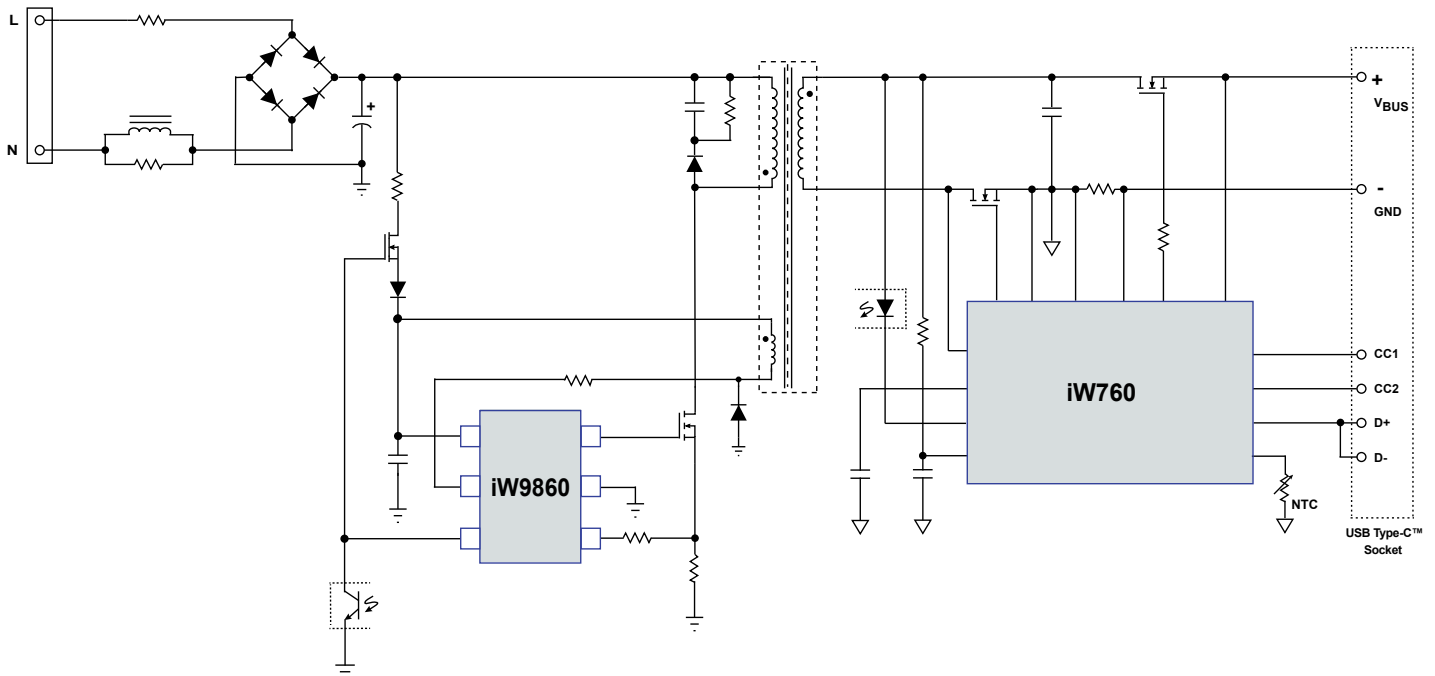 L
N
+
+
VBUS
-
GND
iW760
CC1
CC2
D+
D-
iW9860
NTC
USB Type-C™
Socket